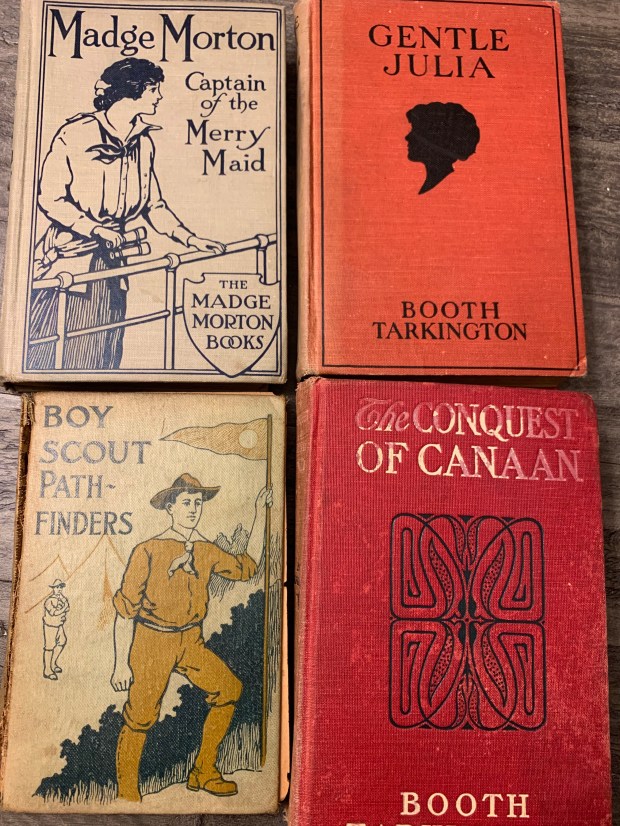 Madge Morton
Captain
of the
Merry
Maid
THE
MADGE
MORTON
BOOKS
GENTLE
JULIA
BOOTH
TARKINGTON
BOY
SCOUT
PATH-
FINDERS
The CONQUEST
OF CANAAN
BOOTH